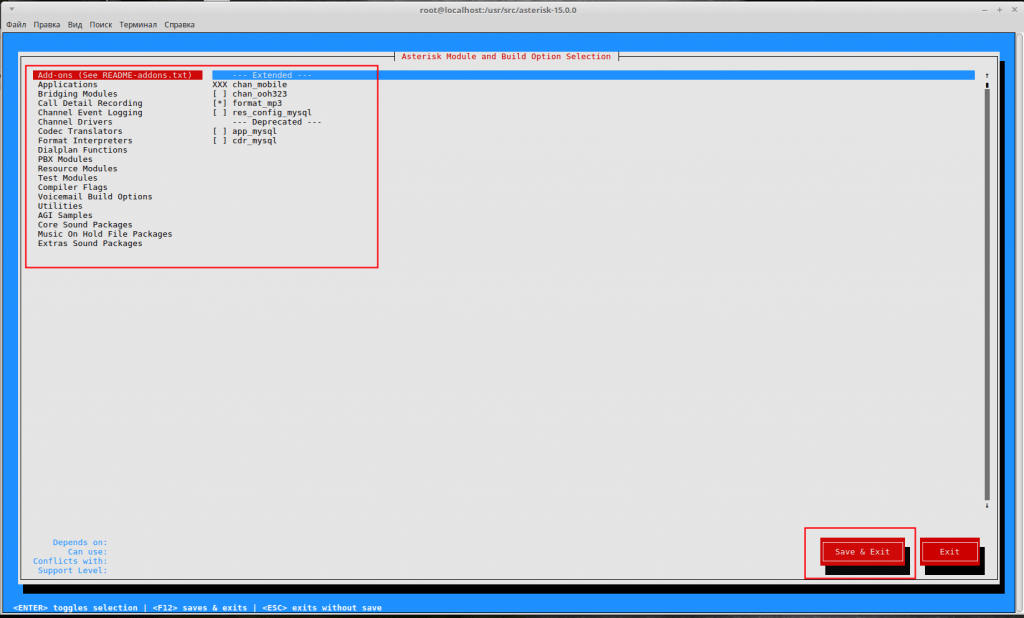 root@localhost:/usr/src/asterisk-15.0.0
Файл Правка Вид Поиск Терминал Справка
Asterisk Module and Build Option Selection
Add-ons (See README-addons.txt) --- Extended ---
Applications XXX chan_mobile
Bridging Modules [ ] chan_ooh323
Call Detail Recording [*] format_mp3
Channel Event Logging [ ] res_config_mysql
Channel Drivers --- Deprecated ---
Codec Translators [ ] app_mysql
Format Interpreters [ ] cdr_mysql
Dialplan Functions
PBX Modules
Resource Modules
Test Modules
Compiler Flags
Voicemail Build Options
Utilities
AGI Samples
Core Sound Packages
Music On Hold File Packages
Extras Sound Packages
Depends on:
Can use:
Conflicts with:
Support Level:
Save & Exit Exit
<ENTER> toggles selection | <F12> saves & exits | <ESC> exits without save